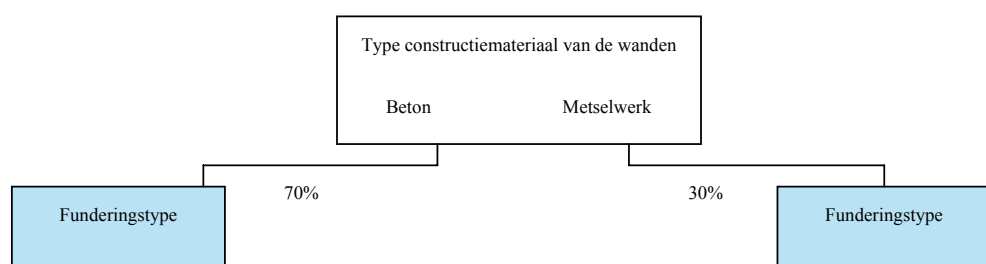 Type constructiemateriaal van de wanden
Beton Metselwerk
70% 30%
Funderingstype Funderingstype